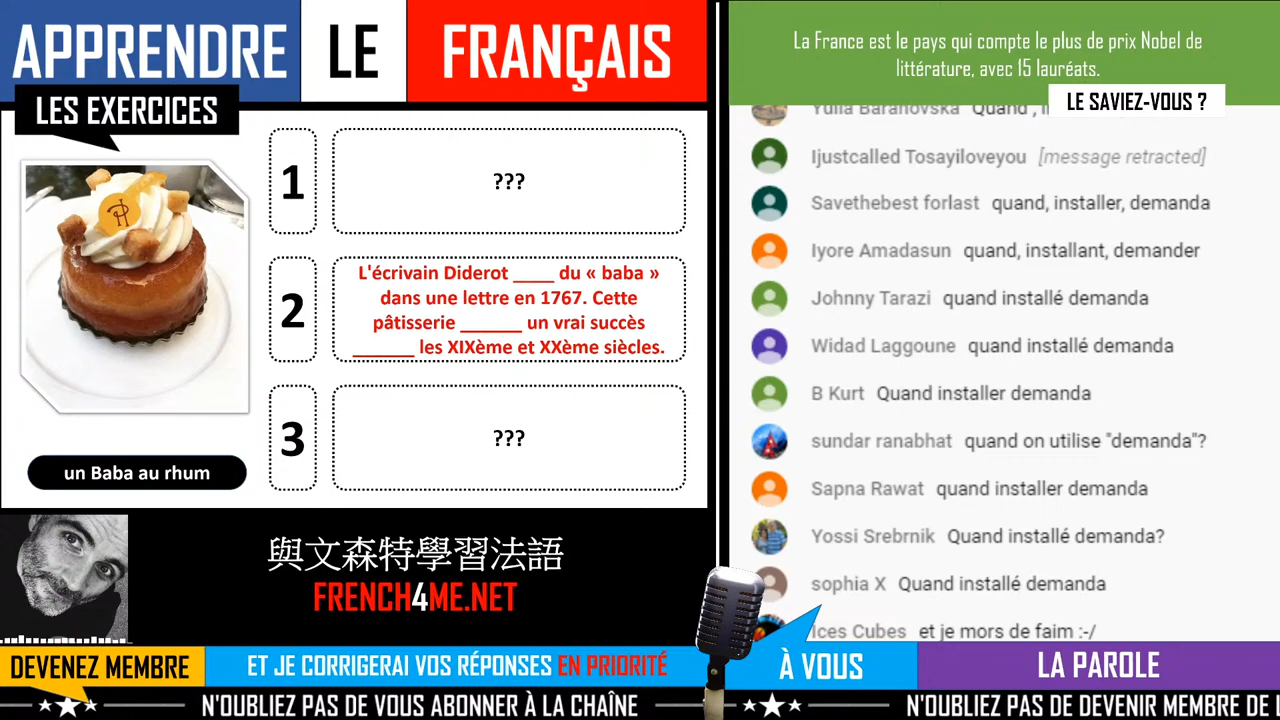 APPRENDRE LE FRANÇAIS
LES EXERCICES
1
???
2
L'écrivain Diderot ____ du « baba »
dans une lettre en 1767. Cette
pâtisserie ______ un vrai succès
______ les XIXème et XXème siècles.
3
???
un Baba au rhum
與文森特學習法語
FRENCH4ME.NET
La France est le pays qui compte le plus de prix Nobel de
littérature, avec 15 lauréats.
LE SAVIEZ-VOUS ?
Yulia Baranovska Quand ,
Ijustcalled Tosayiloveyou [message retracted]
Savethebest forlast quand, installer, demanda
Iyore Amadasun quand, installant, demander
Johnny Tarazi quand installé demanda
Widad Laggoune quand installé demanda
B Kurt Quand installer demanda
sundar ranabhat quand on utilise "demanda"?
Sapna Rawat quand installer demanda
Yossi Srebrnik Quand installé demanda?
sophia X Quand installé demanda
Ices Cubes et je mors de faim :-/
DEVENEZ MEMBRE
ET JE CORRIGERAI VOS RÉPONSES EN PRIORITÉ
À VOUS
LA PAROLE
N'OUBLIEZ PAS DE VOUS ABONNER À LA CHAÎNE
N'OUBLIEZ PAS DE DEVENIR MEMBRE DE